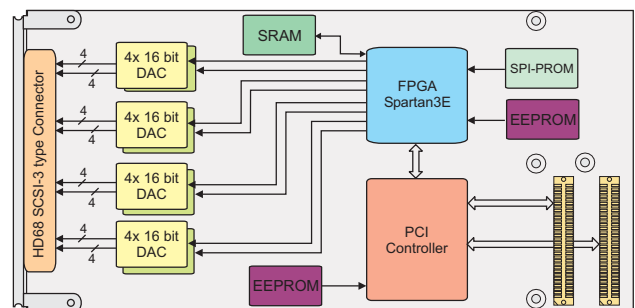 HD68 SCSI-3 type Connector
4
4
4x 16 bit
DAC
4
4
4x 16 bit
DAC
4
4
4x 16 bit
DAC
4
4
4x 16 bit
DAC
SRAM
FPGA
Spartan3E
SPI-PROM
EEPROM
PCI
Controller
EEPROM